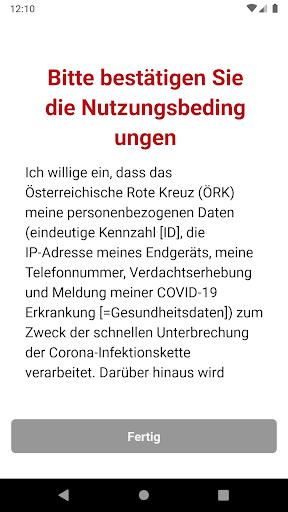 12:10
Bitte bestätigen Sie
die Nutzungsbeding
ungen
Ich willige ein, dass das
Österreichische Rote Kreuz (ÖRK)
meine personenbezogenen Daten
(eindeutige Kennzahl [ID], die
IP-Adresse meines Endgeräts, meine
Telefonnummer, Verdachtserhebung
und Meldung meiner COVID-19
Erkrankung [=Gesundheitsdaten]) zum
Zweck der schnellen Unterbrechung
der Corona-Infektionskette
verarbeitet. Darüber hinaus wird
Fertig